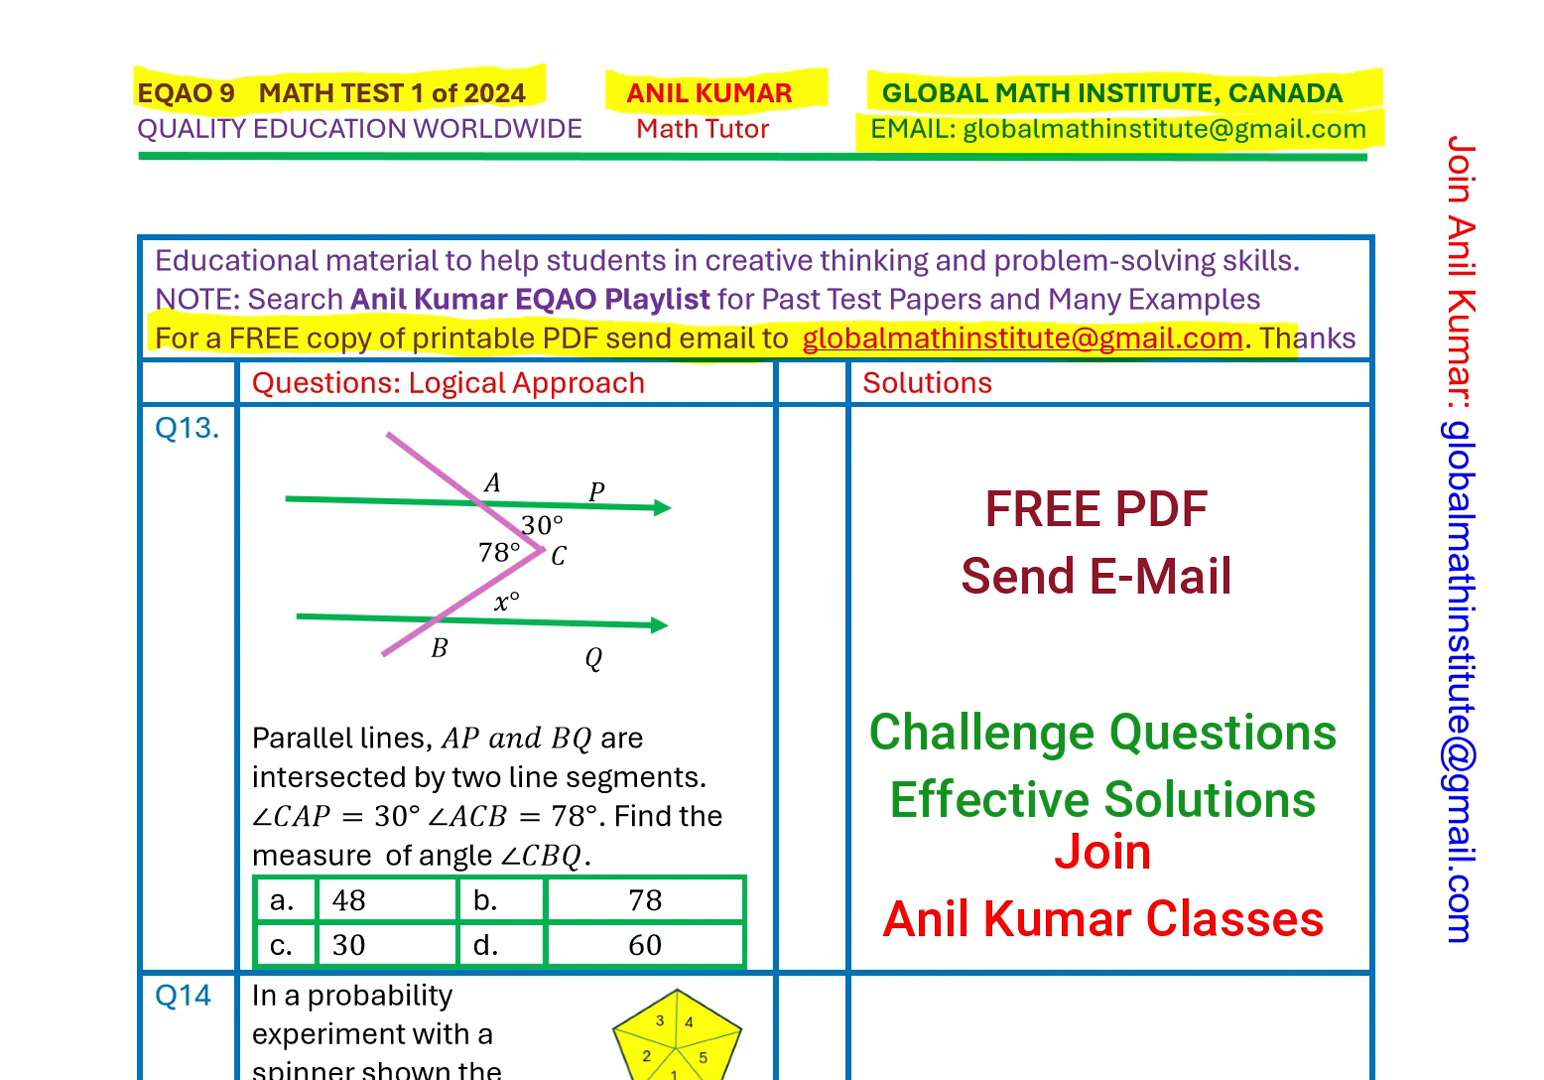 EQAO 9 MATH TEST 1 of 2024 ANIL KUMAR GLOBAL MATH INSTITUTE, CANADA
QUALITY EDUCATION WORLDWIDE Math Tutor EMAIL: globalmathinstitute@gmail.com
Educational material to help students in creative thinking and problem-solving skills.
NOTE: Search Anil Kumar EQAO Playlist for Past Test Papers and Many Examples
For a FREE copy of printable PDF send email to globalmathinstitute@gmail.com. Thanks
Questions: Logical Approach Solutions
Q13.
A P
30°
78° C
x°
B Q
Parallel lines, AP and BQ are
intersected by two line segments.
∠CAP = 30° ∠ACB = 78°. Find the
measure of angle ∠CBQ.
a. 48 b. 78
c. 30 d. 60
FREE PDF
Send E-Mail
Challenge Questions
Effective Solutions
Join
Anil Kumar Classes
Q14 In a probability
experiment with a
spinner shown the
3 4
2 5
1
Join Anil Kumar: globalmathinstitute@gmail.com